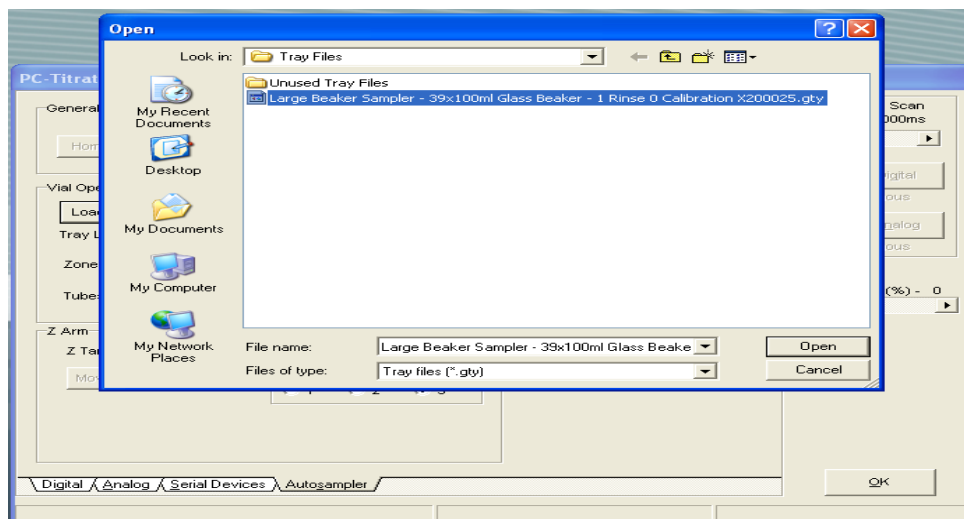 Open
Look in:
Tray Files
My Recent
Documents
Desktop
My Documents
My Computer
My Network
Places
Unused Tray Files
Large Beaker Sampler - 39x100ml Glass Beaker - 1 Rinse 0 Calibration X200025.gty
File name:
Large Beaker Sampler - 39x100ml Glass Beake
Open
Files of type:
Tray files (*.gty)
Cancel
PC-Titrat
General
Hom
Vial Ope
Loa
Tray L
Zone
Tube
Z Arm
Z Ta
Mov
Scan
000ms
igital
ous
nalog
ous
(%) - 0
Digital
Analog
Serial Devices
Autosampler
OK